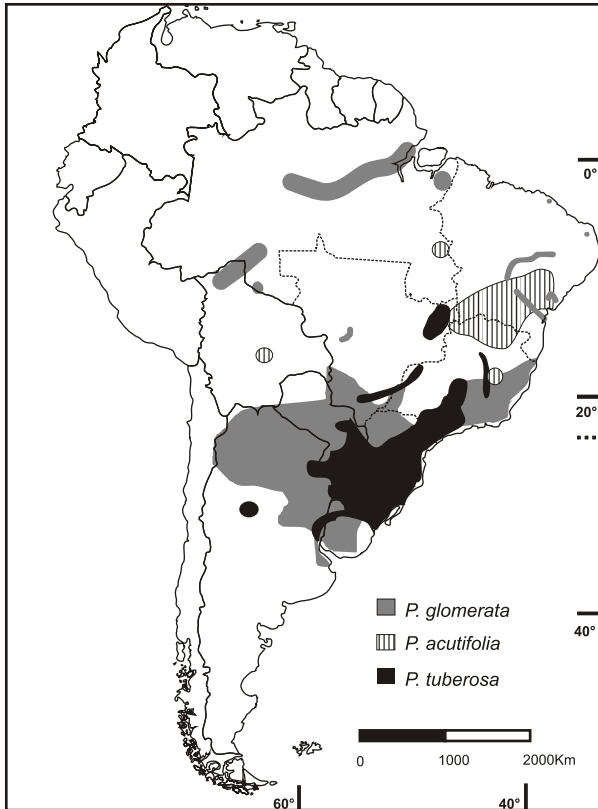 0°
20°
P. glomerata
40°
P. acutifolia
P. tuberosa
0 1000 2000Km
60° 40°